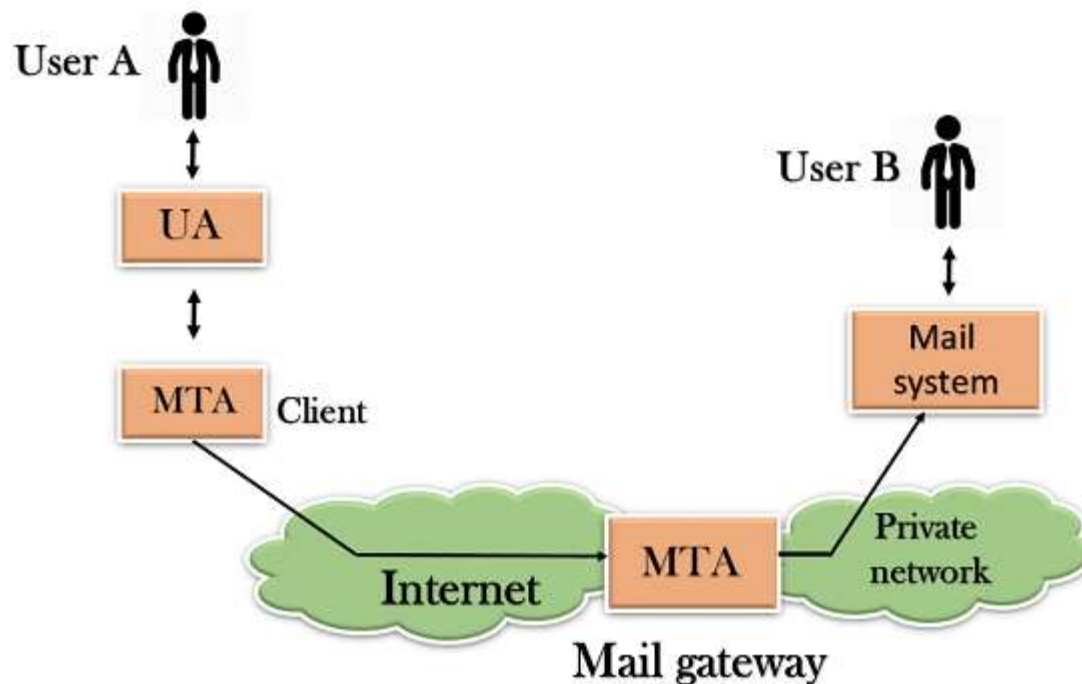 User A
UA
MTA
Client
User B
Mail
system
Internet
MTA
Private
network
Mail gateway